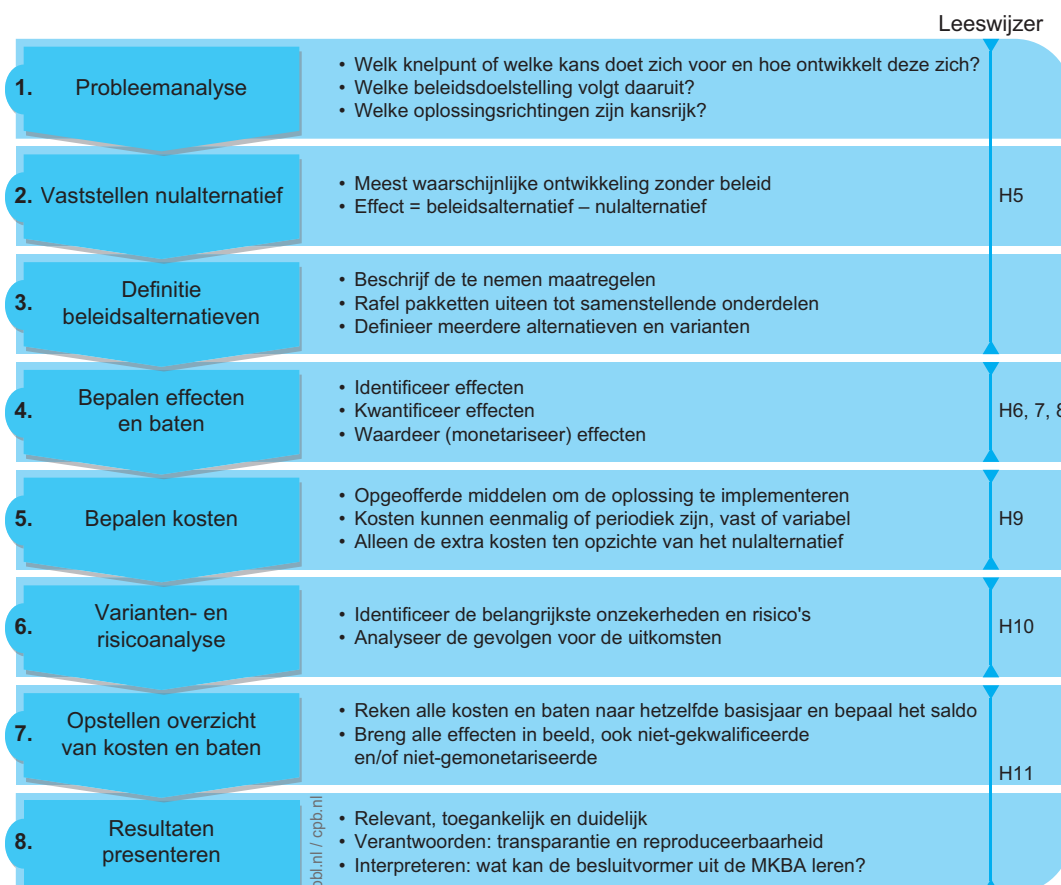 Leeswijzer
1. Probleemanalyse
• Welk knelpunt of welke kans doet zich voor en hoe ontwikkelt deze zich?
• Welke beleidsdoelstelling volgt daaruit?
• Welke oplossingsrichtingen zijn kansrijk?
2. Vaststellen nulalternatief
• Meest waarschijnlijke ontwikkeling zonder beleid
• Effect = beleidsalternatief – nulalternatief
H5
3. Definitie
beleidsalternatieven
• Beschrijf de te nemen maatregelen
• Rafel pakketten uiteen tot samenstellende onderdelen
• Definieer meerdere alternatieven en varianten
4. Bepalen effecten
en baten
• Identificeer effecten
• Kwantificeer effecten
• Waardeer (monetariseer) effecten
H6, 7, 8
5. Bepalen kosten
• Opgeofferde middelen om de oplossing te implementeren
• Kosten kunnen eenmalig of periodiek zijn, vast of variabel
• Alleen de extra kosten ten opzichte van het nulalternatief
H9
6. Varianten- en
risicoanalyse
• Identificeer de belangrijkste onzekerheden en risico's
• Analyseer de gevolgen voor de uitkomsten
H10
7. Opstellen overzicht
van kosten en baten
• Reken alle kosten en baten naar hetzelfde basisjaar en bepaal het saldo
• Breng alle effecten in beeld, ook niet-gekwalificeerde
en/of niet-gemonetariseerde
H11
8. Resultaten
presenteren
• Relevant, toegankelijk en duidelijk
• Verantwoorden: transparantie en reproduceerbaarheid
• Interpreteren: wat kan de besluitvormer uit de MKBA leren?
pbl.nl / cpb.nl